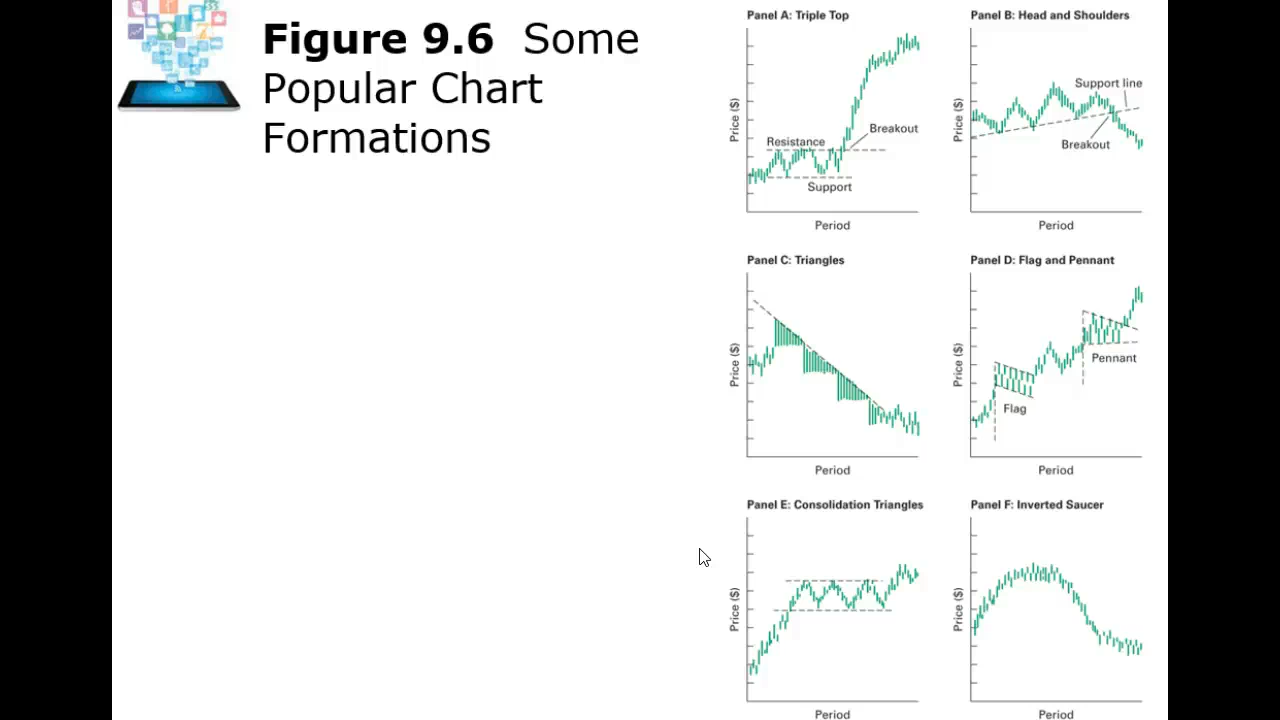 Figure 9.6 Some
Popular Chart
Formations
Panel A: Triple Top
Price ($)
Resistance
Breakout
Support
Period
Panel B: Head and Shoulders
Price ($)
Support line
Breakout
Period
Panel C: Triangles
Price ($)
Period
Panel D: Flag and Pennant
Price ($)
Pennant
Flag
Period
Panel E: Consolidation Triangles
Price ($)
Period
Panel F: Inverted Saucer
Price ($)
Period